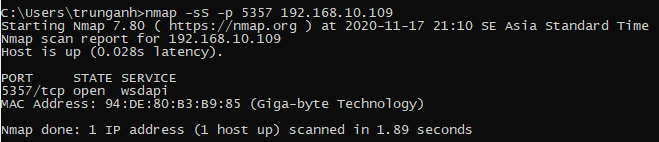 C:\Users\trunganh>nmap -sS -p 5357 192.168.10.109
Starting Nmap 7.80 ( https://nmap.org ) at 2020-11-17 21:10 SE Asia Standard Time
Nmap scan report for 192.168.10.109
Host is up (0.028s latency).
PORT     STATE SERVICE
5357/tcp open  wsdapi
MAC Address: 94:DE:80:B3:B9:85 (Giga-byte Technology)
Nmap done: 1 IP address (1 host up) scanned in 1.89 seconds